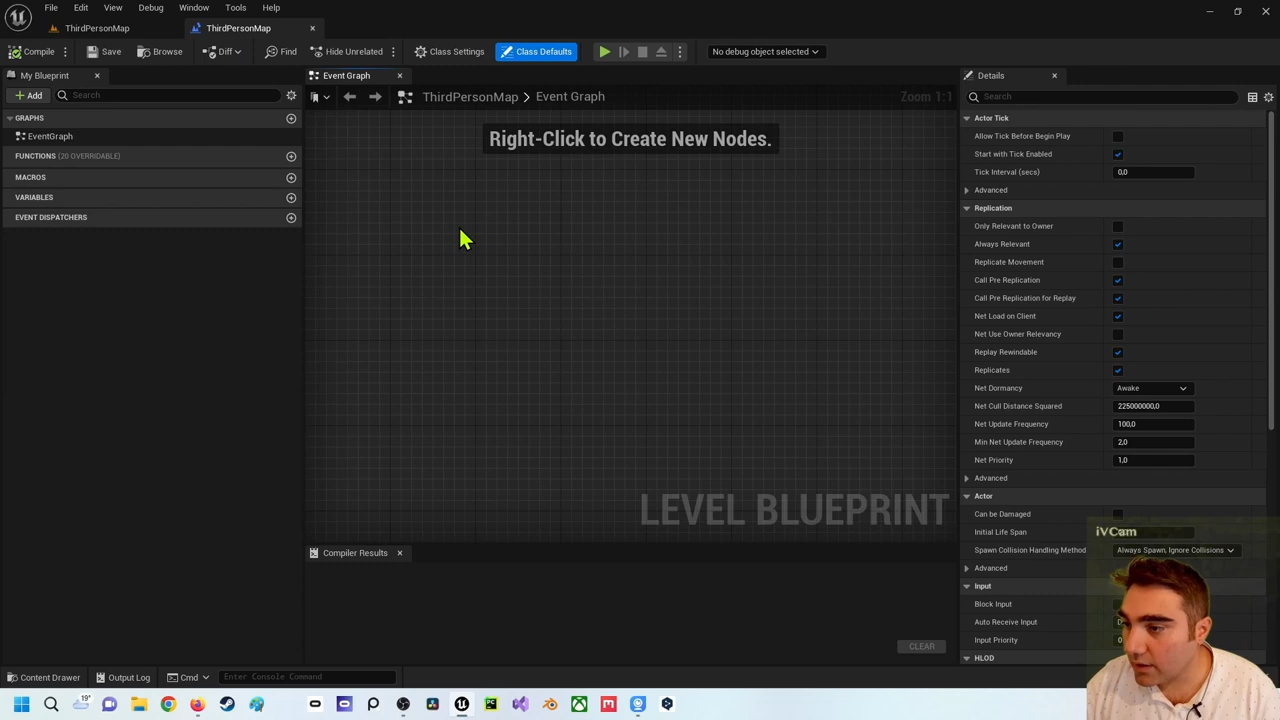 File Edit View Debug Window Help
ThirdPersonMap ThirdPersonMap
Compile Save Browse Diff Find Hide Unrelated Class Settings Class Defaults No debug object selected
My Blueprint Event Graph Details
Add Search ThirdPersonMap > Event Graph Zoom 1:1 Search
GRAPHS
EventGraph
FUNCTIONS (20 OVERRIDABLE)
MACROS
VARIABLES
EVENT DISPATCHERS
Right-Click to Create New Nodes.
LEVEL BLUEPRINT
Compiler Results
CLEAR
Actor Tick
Allow Tick Before Begin Play
Start with Tick Enabled
Tick Interval (secs) 0,0
Advanced
Replication
Only Relevant to Owner
Always Relevant
Replicate Movement
Call Pre Replication
Call Pre Replication for Replay
Net Load on Client
Net Use Owner Relevancy
Replay Rewindable
Replicates
Net Dormancy Awake
Net Cull Distance Squared 225000000,0
Net Update Frequency 100,0
Min Net Update Frequency 2,0
Net Priority 1,0
Advanced
Actor
Can be Damaged
Initial Life Span
iVCam
Spawn Collision Handling Method Always Spawn, Ignore Collisions
Advanced
Input
Block Input
Auto Receive Input D
Input Priority 0
HLOD
Content Drawer Output Log Cmd Enter Console Command
19°